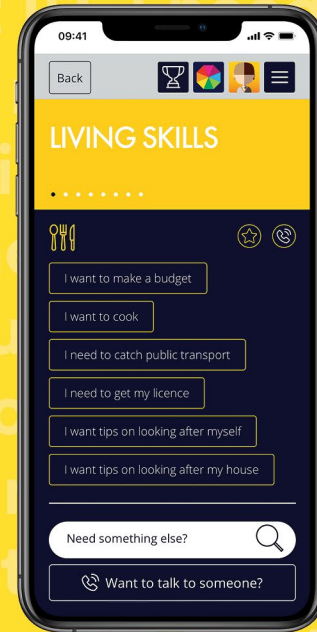 09:41
Back
LIVING SKILLS
I want to make a budget
I want to cook
I need to catch public transport
I need to get my licence
I want tips on looking after myself
I want tips on looking after my house
Need something else?
Want to talk to someone?